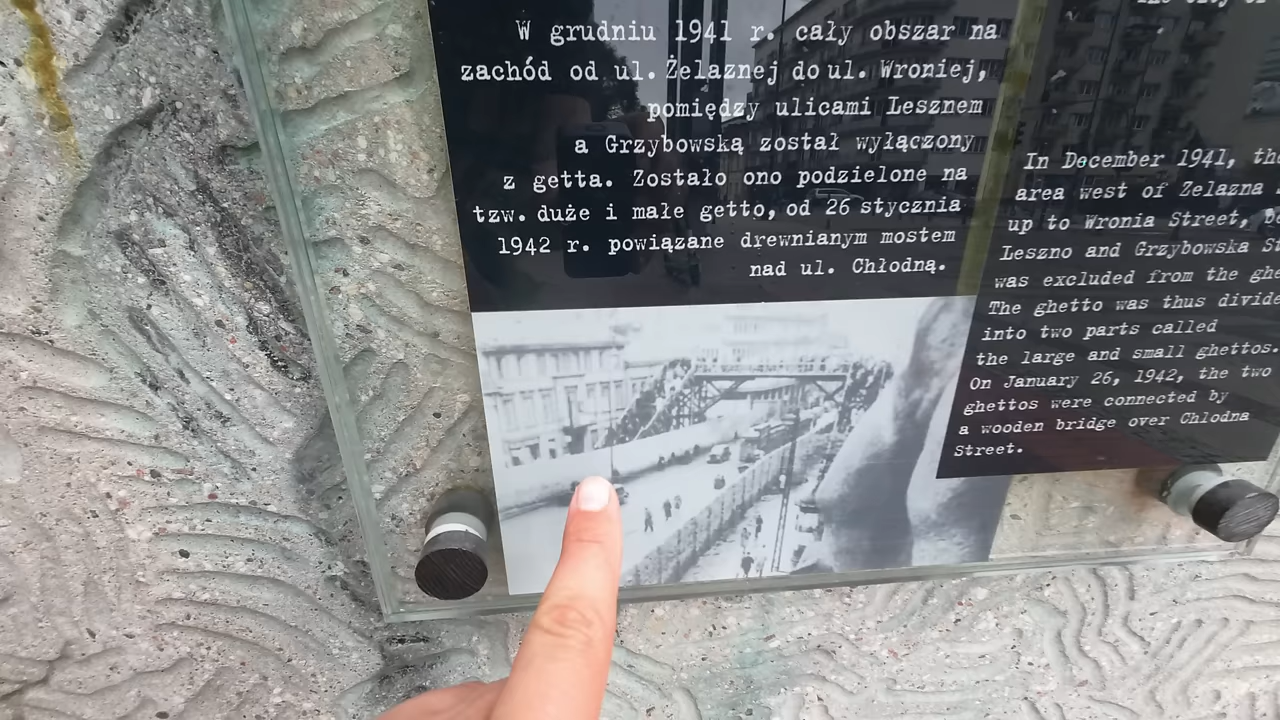 W grudniu 1941 r. cały obszar na
zachód od ul. Żelaznej do ul. Wroniej,
pomiędzy ulicami Lesznem
a Grzybowską został wyłączony
z getta. Zostało ono podzielone na
tzw. duże i małe getto, od 26 stycznia
1942 r. powiązane drewnianym mostem
nad ul. Chłodną.
In December 1941, the
area west of Zelazna
up to Wronia Street,
Leszno and Grzybowska
was excluded from the
The ghetto was thus
into two parts called
the large and small ghettos.
On January 26, 1942, the two
ghettos were connected by
a wooden bridge over Chlodna
Street.